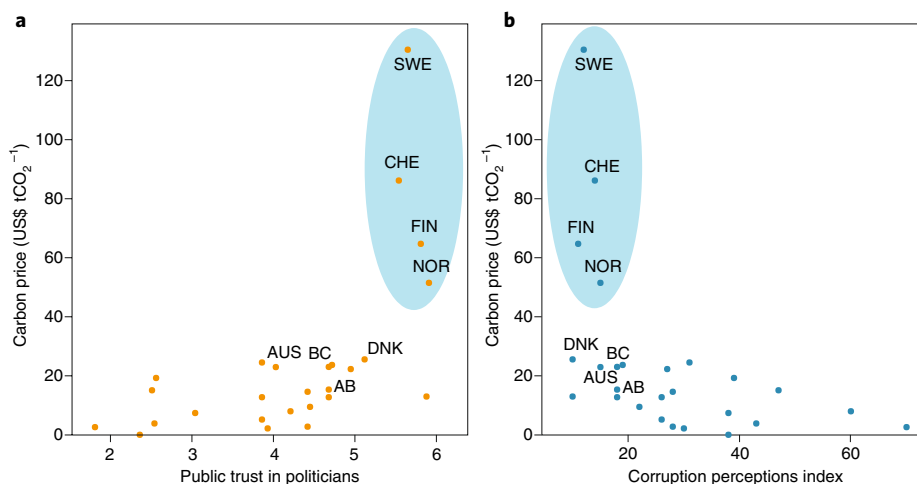 a
b
SWE
CHE
FIN
NOR
AUS
BC
DNK
AB
Carbon price (US$ tCO₂⁻¹)
120
100
80
60
40
20
0
2 3 4 5 6
Public trust in politicians
SWE
CHE
FIN
NOR
DNK
BC
AUS
AB
Carbon price (US$ tCO₂⁻¹)
120
100
80
60
40
20
0
20 40 60
Corruption perceptions index